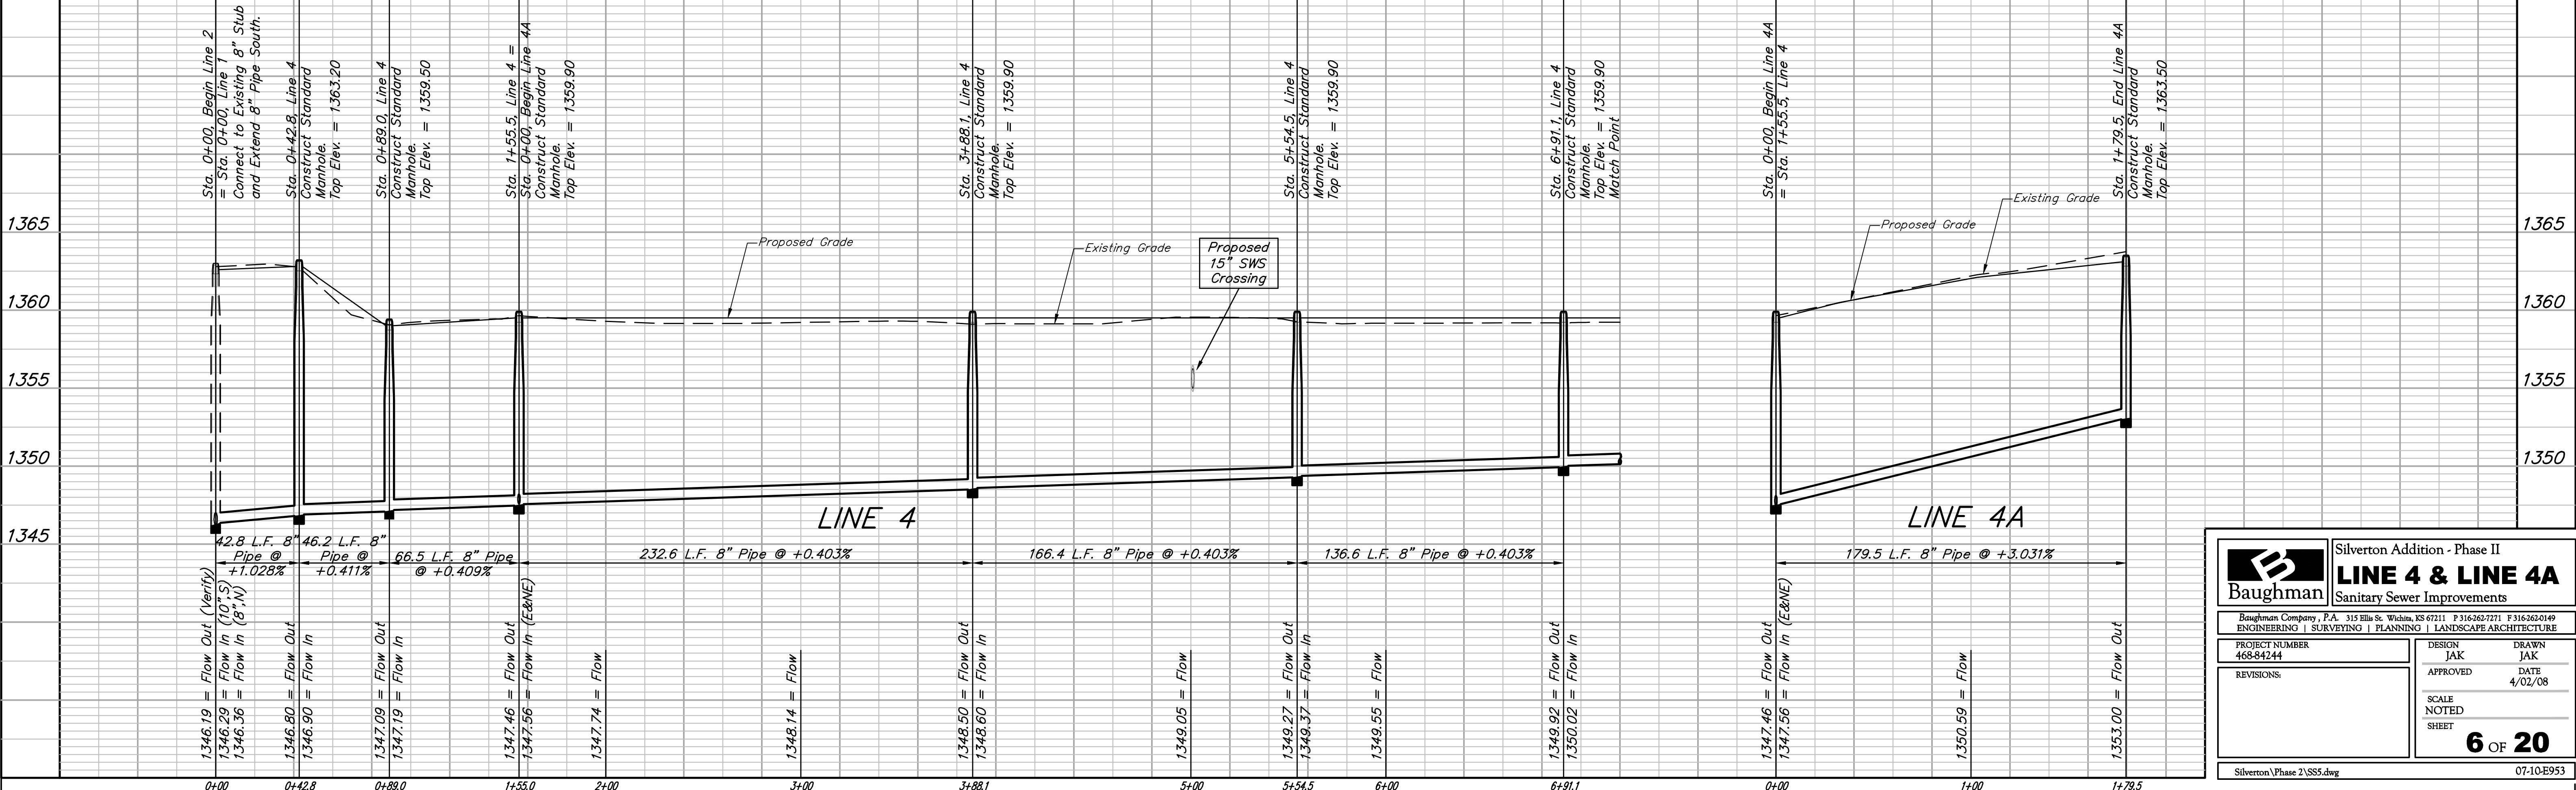 Sta. 0+00, Begin Line 2
= Sta. 0+00, Line 1
Connect to Existing 8" Stub
and Extend 8" Pipe South.
Sta. 0+42.8, Line 4
Construct Standard
Manhole.
Top Elev. = 1363.20
Sta. 0+89.0, Line 4
Construct Standard
Manhole.
Top Elev. = 1359.50
Sta. 1+55.5, Line 4 =
Sta. 0+00, Begin Line 4A
Construct Standard
Manhole.
Top Elev. = 1359.90
Sta. 3+88.1, Line 4
Construct Standard
Manhole.
Top Elev. = 1359.90
Sta. 5+54.5, Line 4
Construct Standard
Manhole.
Top Elev. = 1359.90
Sta. 6+91.1, Line 4
Construct Standard
Manhole.
Top Elev. = 1359.90
Match Point
Sta. 0+00, Begin Line 4A
= Sta. 1+55.5, Line 4
Sta. 1+79.5, End Line 4A
Construct Standard
Manhole.
Top Elev. = 1363.50
1365
1360
1355
1350
1345
Proposed Grade
Existing Grade
Proposed
15" SWS
Crossing
Proposed Grade
Existing Grade
1365
1360
1355
1350
LINE 4
LINE 4A
42.8 L.F. 8"
Pipe @
+1.028%
46.2 L.F. 8"
Pipe @
+0.411%
66.5 L.F. 8" Pipe
@ +0.409%
232.6 L.F. 8" Pipe @ +0.403%
166.4 L.F. 8" Pipe @ +0.403%
136.6 L.F. 8" Pipe @ +0.403%
179.5 L.F. 8" Pipe @ +3.031%
1346.19 = Flow Out (Verify)
1346.29 = Flow In (10",S)
1346.36 = Flow In (8",N)
1346.80 = Flow Out
1346.90 = Flow In
1347.09 = Flow Out
1347.19 = Flow In
1347.46 = Flow Out
1347.56 = Flow In (E&NE)
1347.74 = Flow
1348.14 = Flow
1348.50 = Flow Out
1348.60 = Flow In
1349.05 = Flow
1349.27 = Flow Out
1349.37 = Flow In
1349.55 = Flow
1349.92 = Flow Out
1350.02 = Flow In
1347.46 = Flow Out
1347.56 = Flow In (E&NE)
1350.59 = Flow
1353.00 = Flow Out
0+00
0+42.8
0+89.0
1+55.0
2+00
3+00
3+88.1
5+00
5+54.5
6+00
6+91.1
0+00
1+00
1+79.5
B
Baughman
Silverton Addition - Phase II
LINE 4 & LINE 4A
Sanitary Sewer Improvements
Baughman Company, P.A. 315 Ellis St. Wichita, KS 67211 P 316-262-7271 F 316-262-0149
ENGINEERING | SURVEYING | PLANNING | LANDSCAPE ARCHITECTURE
PROJECT NUMBER
468-84244
REVISIONS:
DESIGN
JAK
DRAWN
JAK
APPROVED
DATE
4/02/08
SCALE
NOTED
SHEET
6 OF 20
Silverton\Phase 2\SS5.dwg
07-10-E953